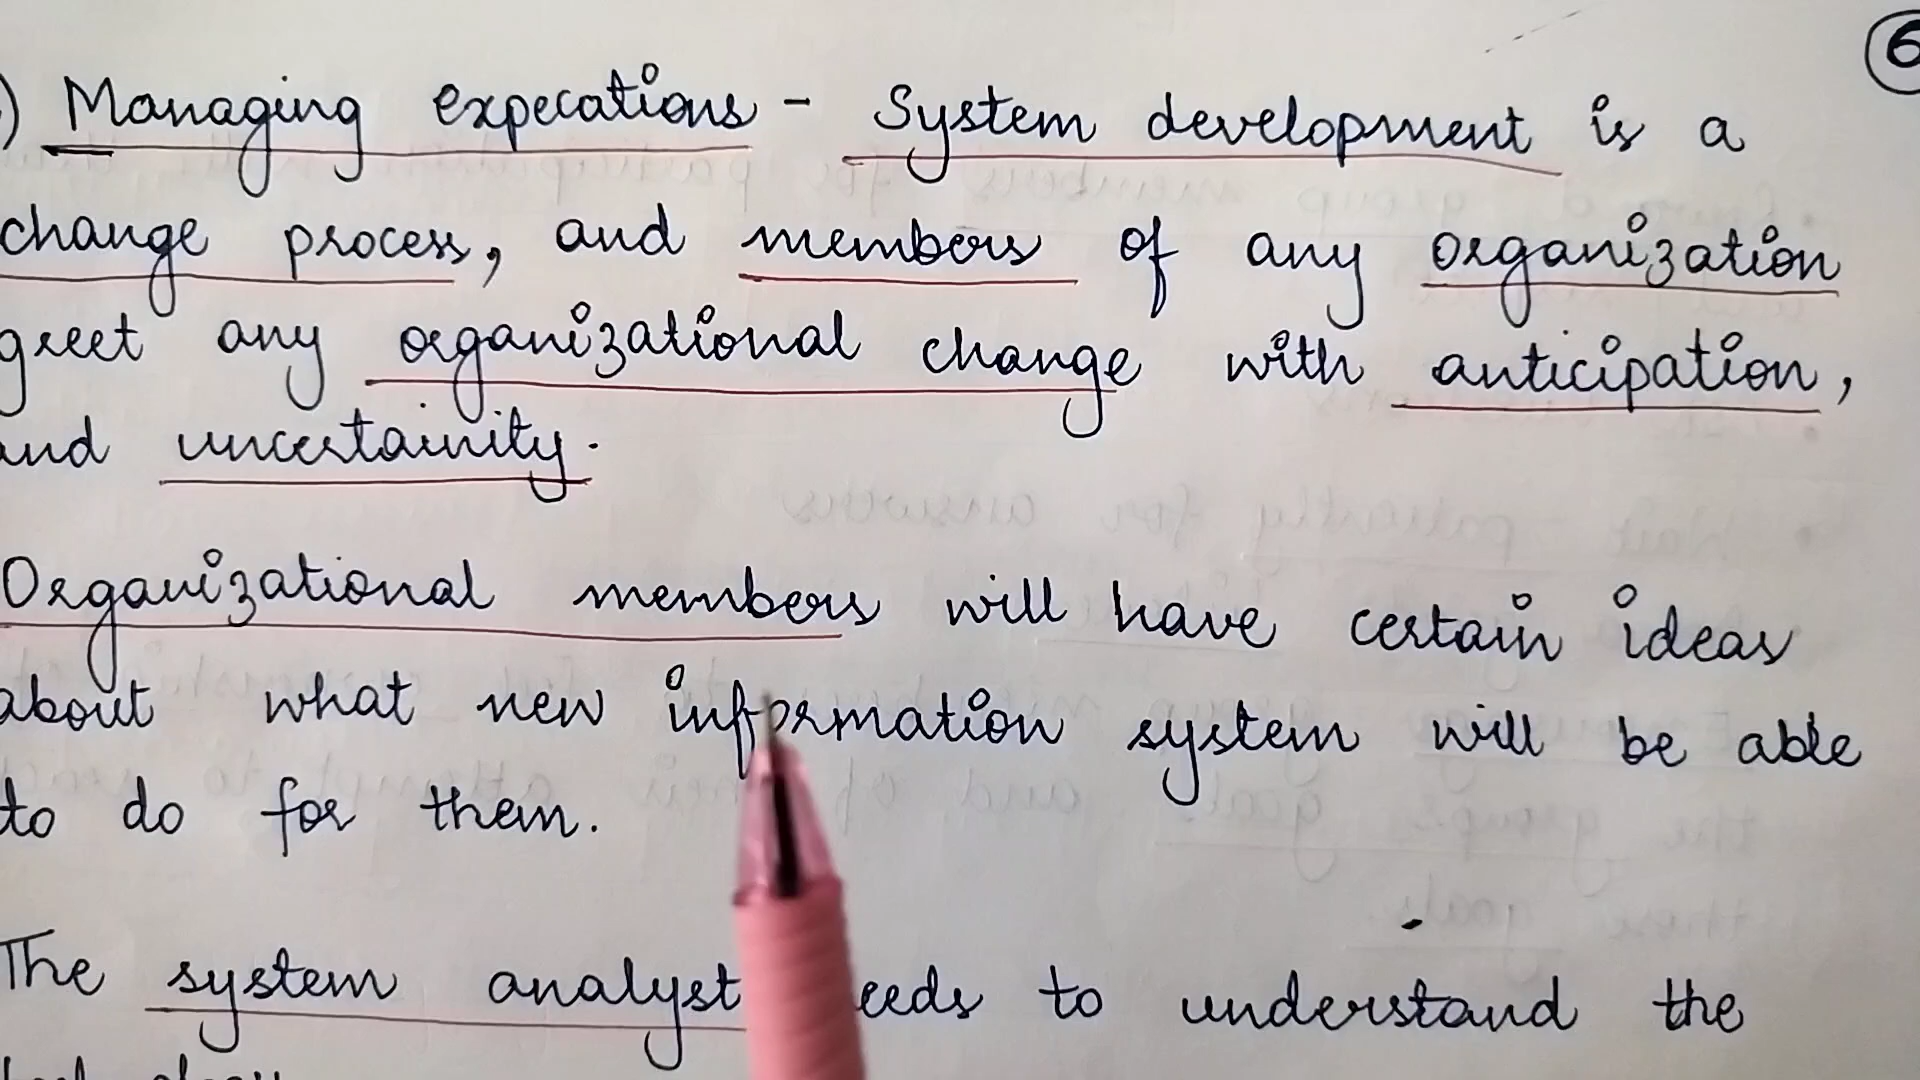 6
) Managing expecations - System development is a
change process, and members of any organization
greet any organizational change with anticipation,
and uncertainity.
Organizational members will have certain ideas
about what new information system will be able
to do for them.
The system analyst needs to understand the